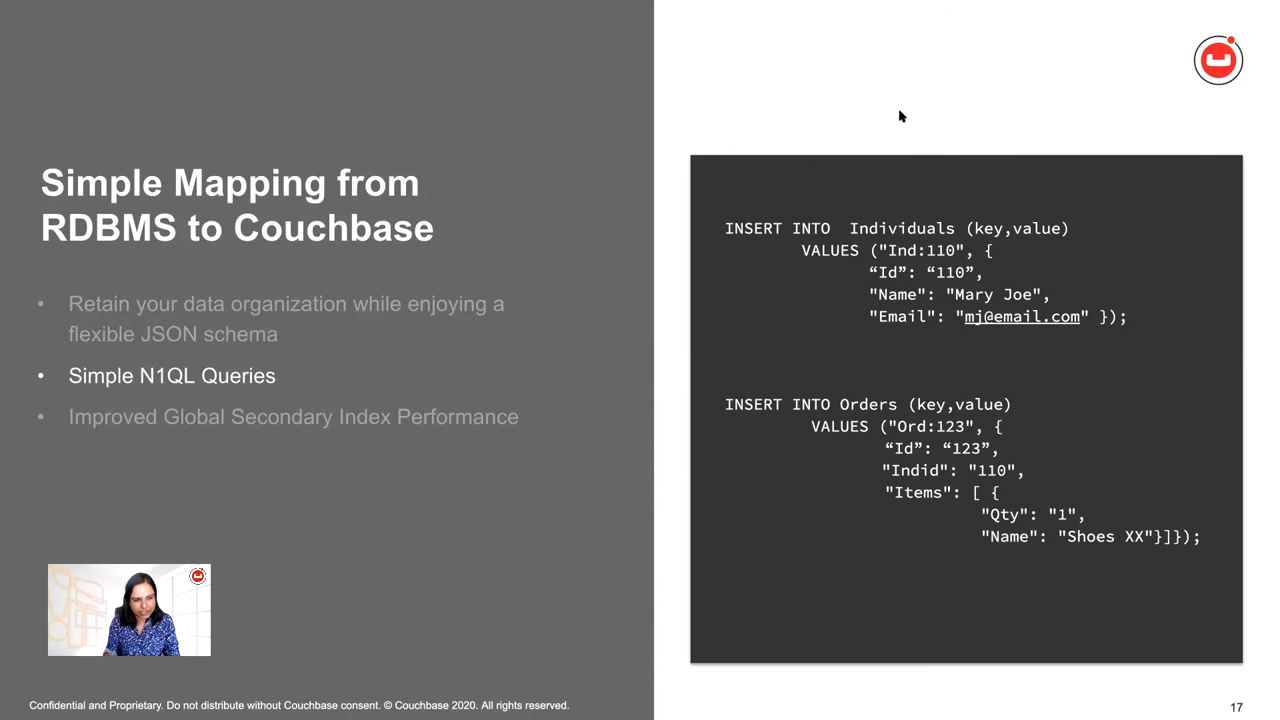 Simple Mapping from
RDBMS to Couchbase
• Retain your data organization while enjoying a
flexible JSON schema
• Simple N1QL Queries
• Improved Global Secondary Index Performance
INSERT INTO  Individuals (key,value)
VALUES ("Ind:110", {
“Id”: “110”,
"Name": "Mary Joe",
"Email": "mj@email.com" });
INSERT INTO Orders (key,value)
VALUES ("Ord:123", {
“Id”: “123”,
"Indid": "110",
"Items": [ {
"Qty": "1",
"Name": "Shoes XX"}]});
Confidential and Proprietary. Do not distribute without Couchbase consent. © Couchbase 2020. All rights reserved.
17